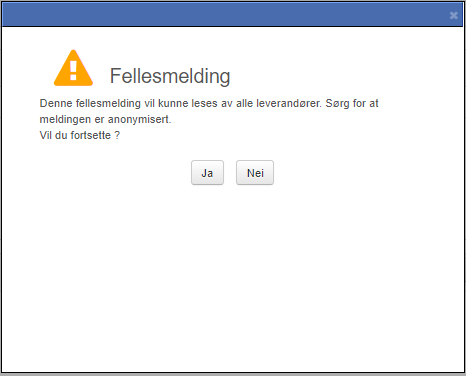 Fellesmelding
Denne fellesmelding vil kunne leses av alle leverandører. Sørg for at
meldingen er anonymisert.
Vil du fortsette ?
Ja Nei